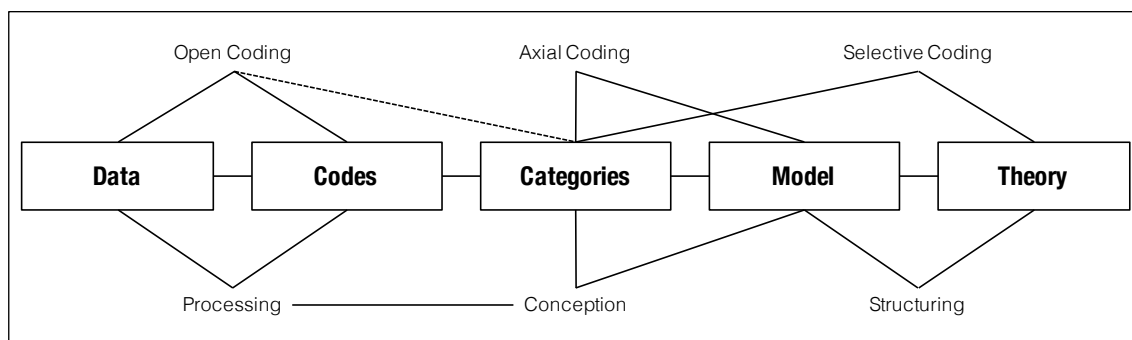 Open Coding Axial Coding Selective Coding
Data Codes Categories Model Theory
Processing Conception Structuring